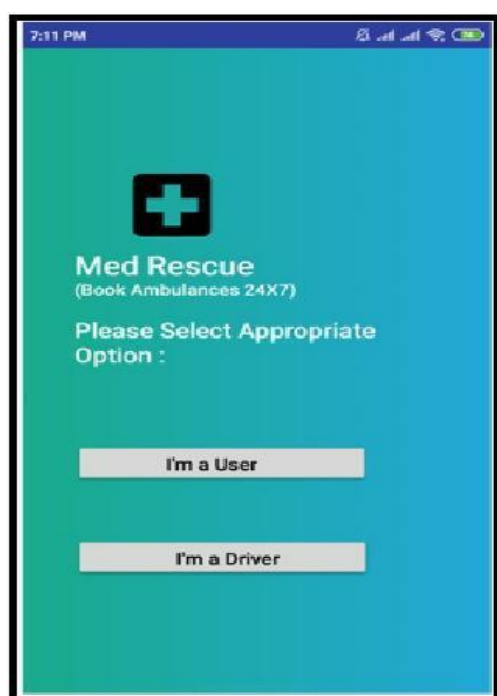 7:11 PM
Med Rescue
(Book Ambulances 24X7)
Please Select Appropriate
Option :
I'm a User
I'm a Driver